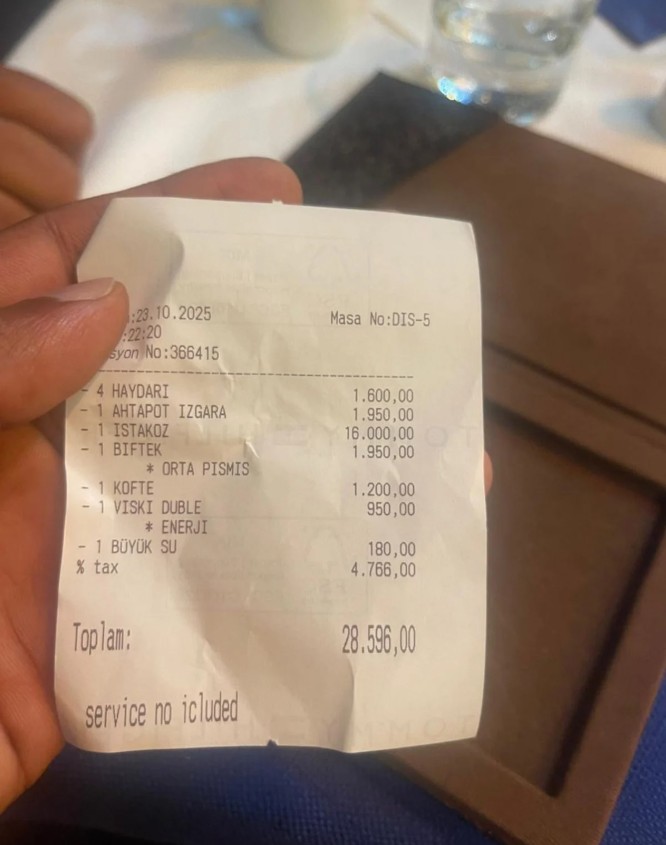 :23.10.2025 Masa No:DIS-5
:22:20
syon No:366415
- 4 HAYDARI 1.600,00
- 1 AHTAPOT IZGARA 1.950,00
- 1 ISTAKOZ 16.000,00
- 1 BIFTEK 1.950,00
* ORTA PISMIS
- 1 KOFTE 1.200,00
- 1 VISKI DUBLE 950,00
* ENERJI
- 1 BÜYÜK SU 180,00
% tax 4.766,00
Toplam: 28.596,00
service no icluded